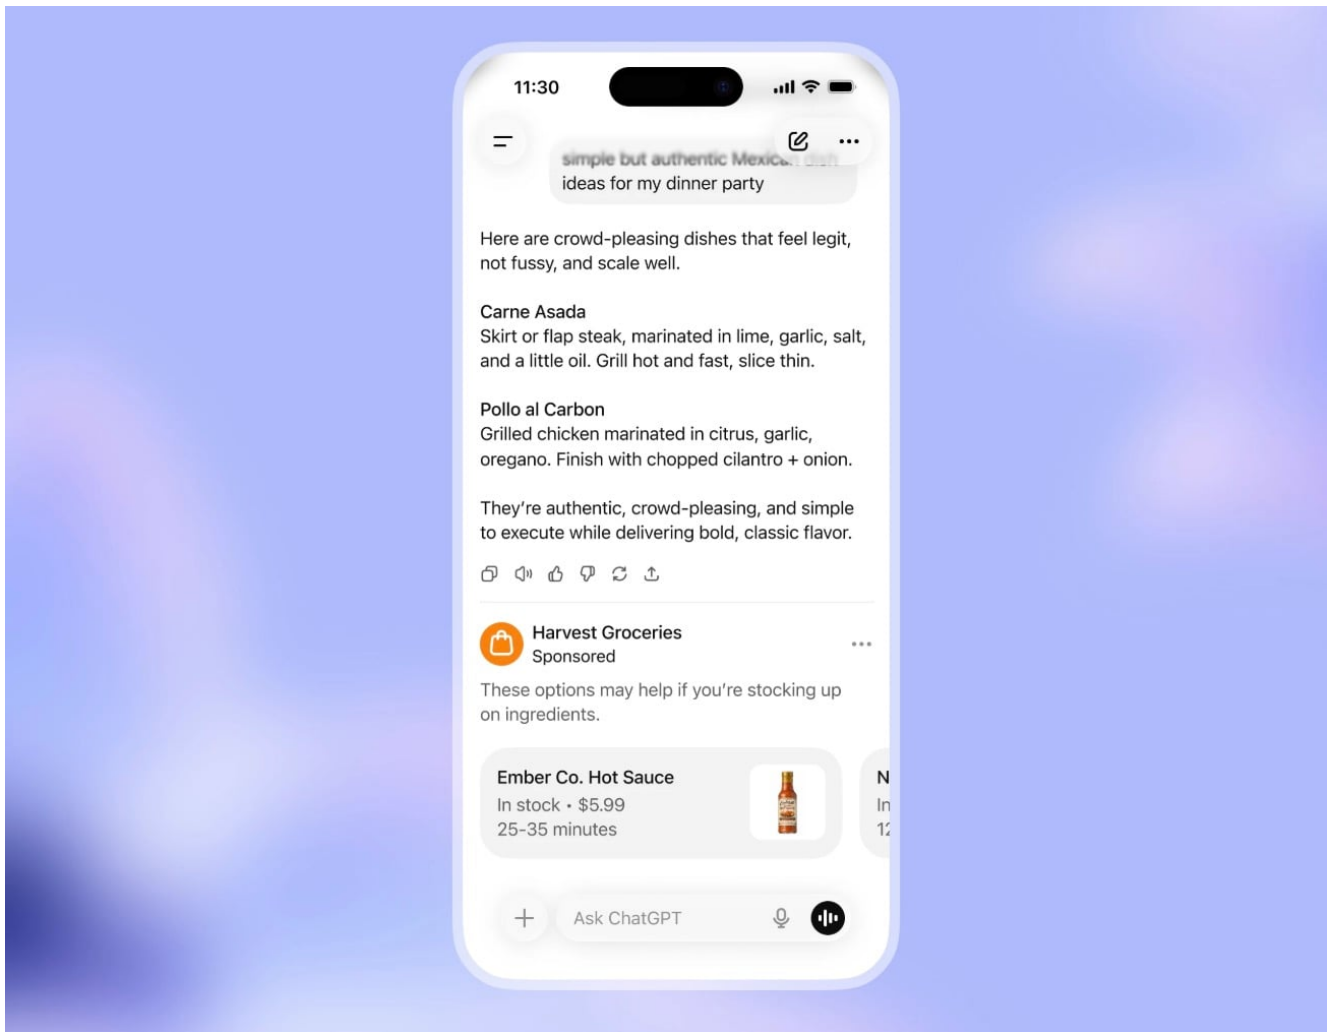 11:30
simple but authentic Mexican dish
ideas for my dinner party
Here are crowd-pleasing dishes that feel legit,
not fussy, and scale well.
Carne Asada
Skirt or flap steak, marinated in lime, garlic, salt,
and a little oil. Grill hot and fast, slice thin.
Pollo al Carbon
Grilled chicken marinated in citrus, garlic,
oregano. Finish with chopped cilantro + onion.
They're authentic, crowd-pleasing, and simple
to execute while delivering bold, classic flavor.
Harvest Groceries
Sponsored
These options may help if you're stocking up
on ingredients.
Ember Co. Hot Sauce
In stock • $5.99
25-35 minutes
N
In
12
Ask ChatGPT